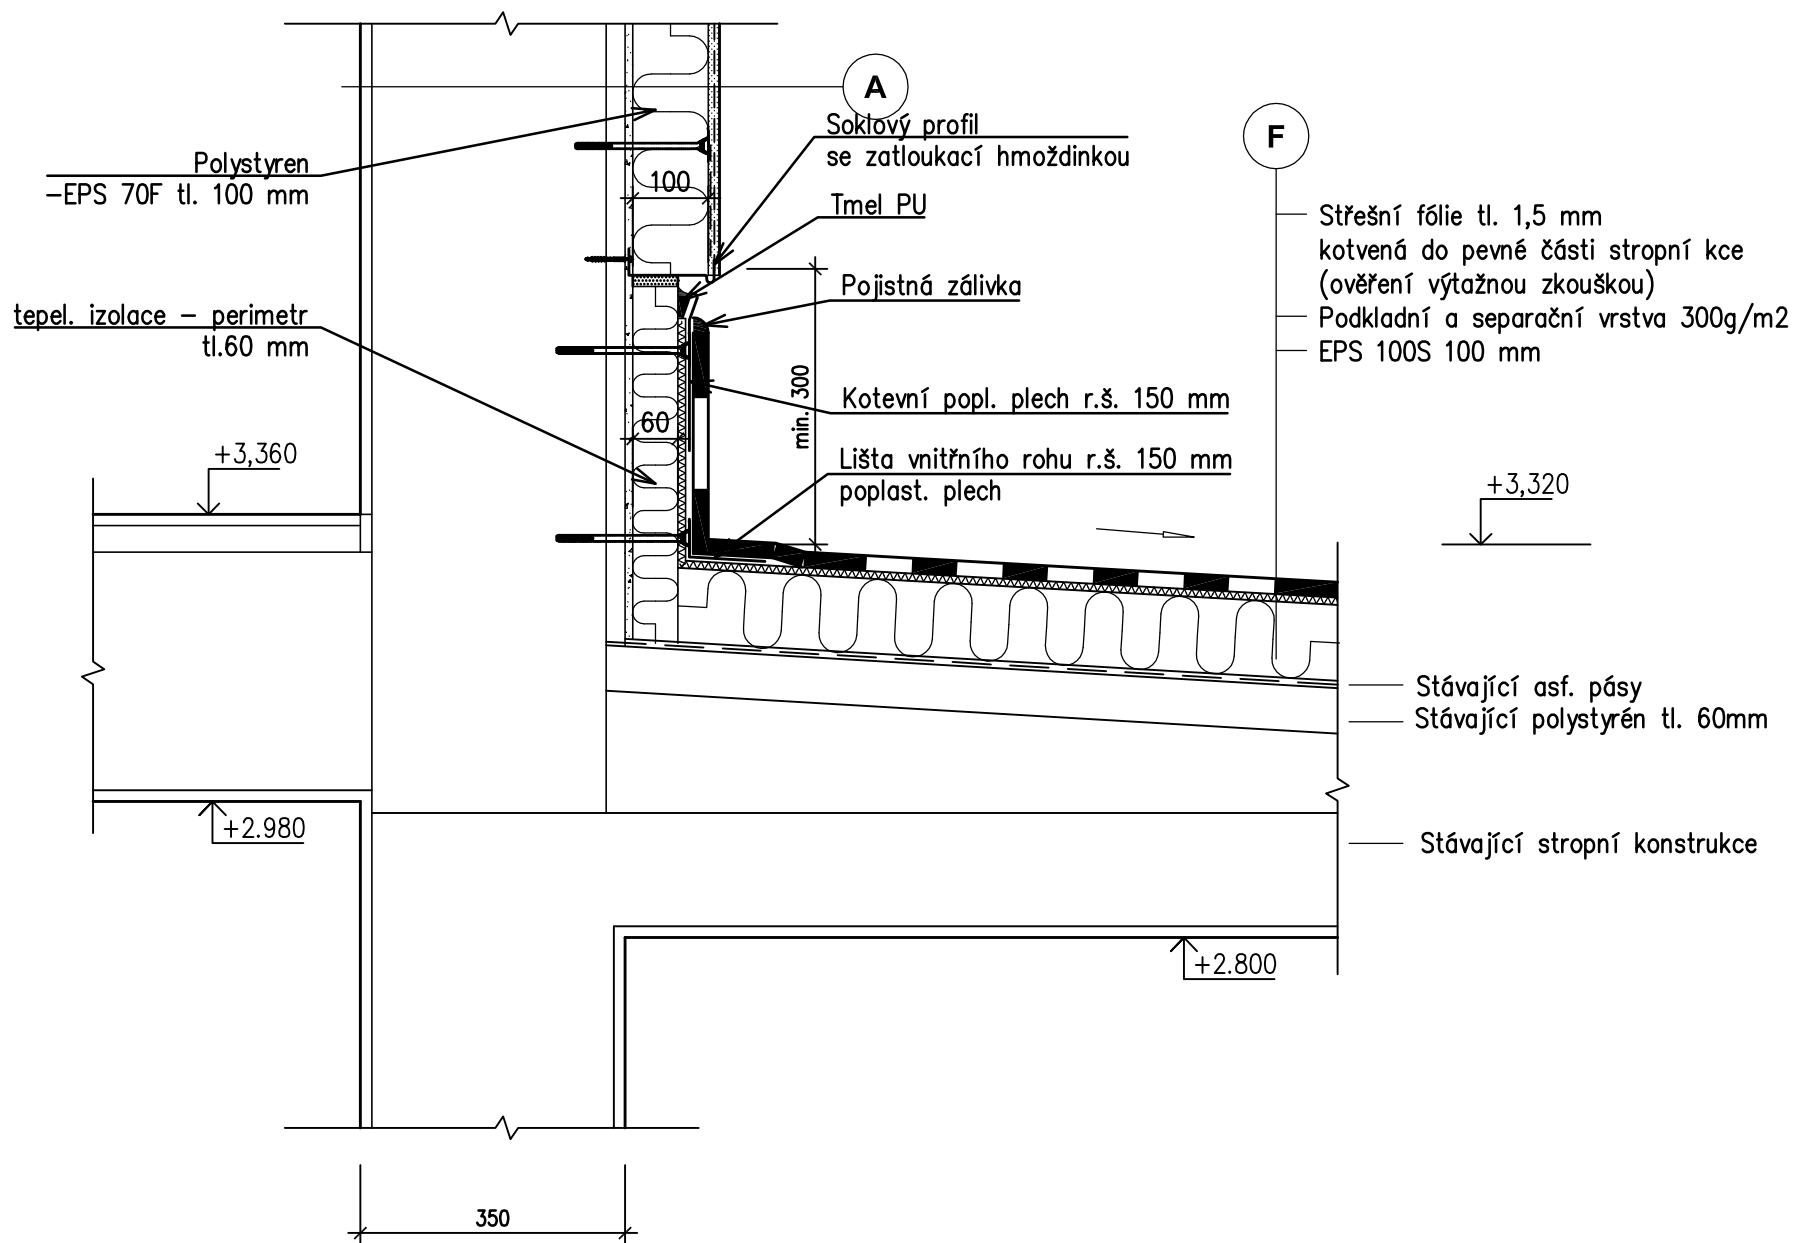 A
F
Soklový profil
se zatloukací hmoždinkou
Polystyren
-EPS 70F tl. 100 mm
100
Tmel PU
Střešní fólie tl. 1,5 mm
kotvená do pevné části stropní kce
(ověření výtažnou zkouškou)
Podkladní a separační vrstva 300g/m2
EPS 100S 100 mm
Pojistná zálivka
tepel. izolace - perimetr
tl.60 mm
min. 300
Kotevní popl. plech r.š. 150 mm
60
+3,360
Lišta vnitřního rohu r.š. 150 mm
poplast. plech
+3,320
Stávající asf. pásy
Stávající polystyrén tl. 60mm
+2.980
Stávající stropní konstrukce
+2.800
350